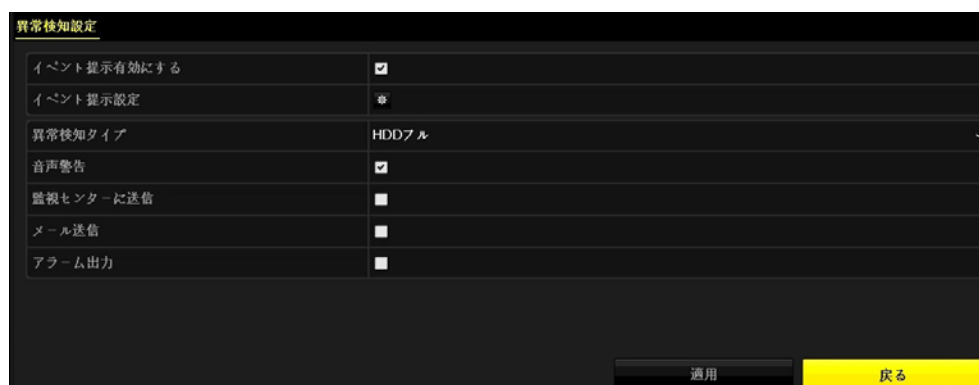 異常検知設定
イベント提示有効にする
イベント提示設定
異常検知タイプ HDDフル
音声警告
監視センターに送信
メール送信
アラーム出力
適用 戻る